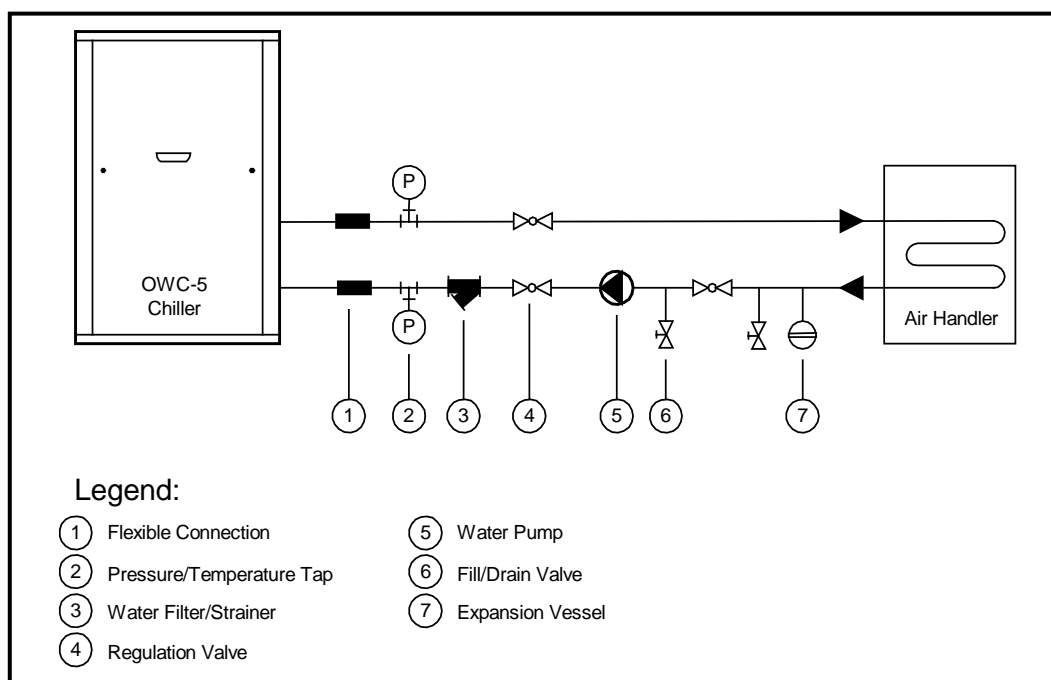 P
OWC-5
Chiller
P
Air Handler
1 2 3 4 5 6 7
Legend:
1 Flexible Connection
2 Pressure/Temperature Tap
3 Water Filter/Strainer
4 Regulation Valve
5 Water Pump
6 Fill/Drain Valve
7 Expansion Vessel